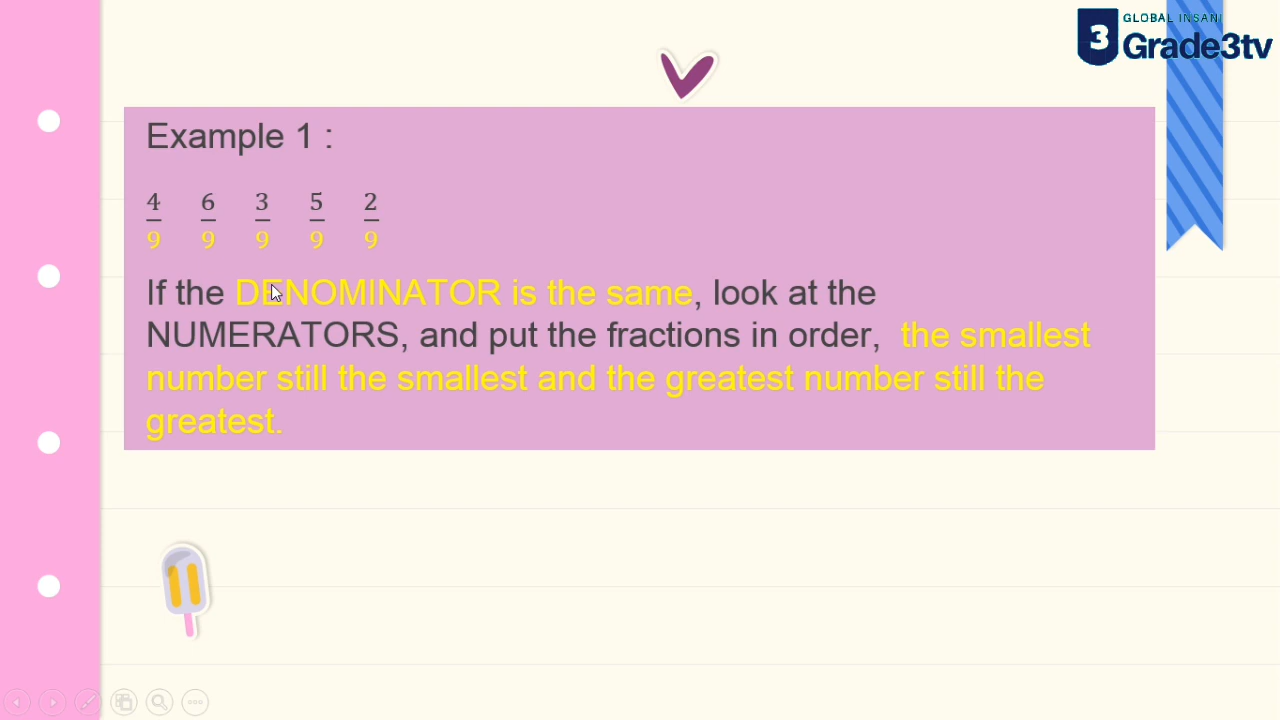 3 GLOBAL INSANI
Grade3tv
Example 1 :
4 6 3 5 2
9 9 9 9 9
If the DENOMINATOR is the same, look at the
NUMERATORS, and put the fractions in order, the smallest
number still the smallest and the greatest number still the
greatest.